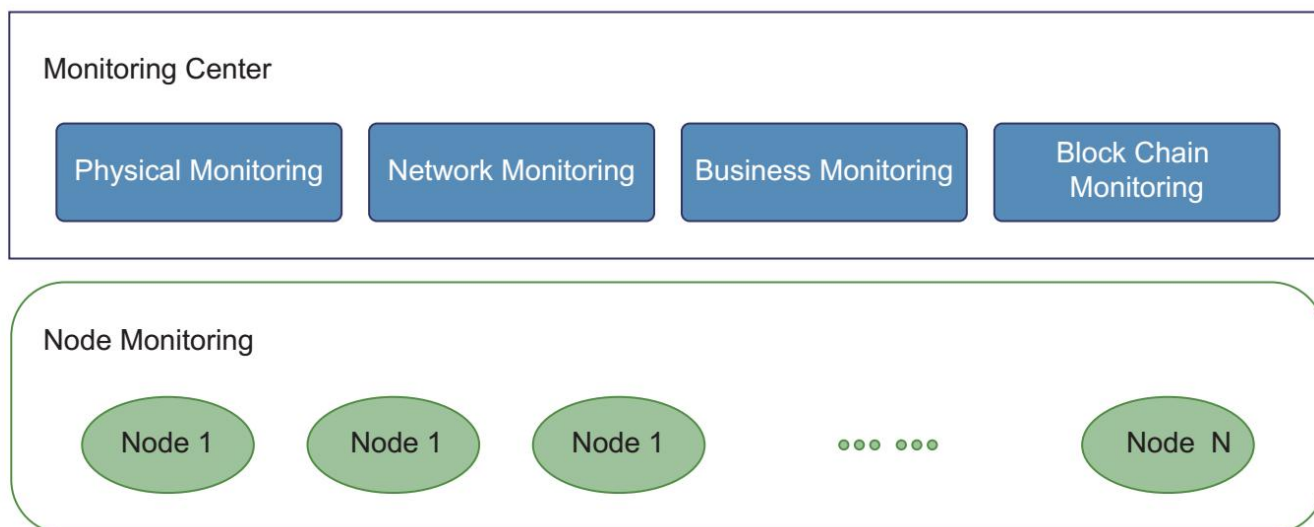 Monitoring Center
Physical Monitoring
Network Monitoring
Business Monitoring
Block Chain
Monitoring
Node Monitoring
Node 1
Node 1
Node 1
Node N